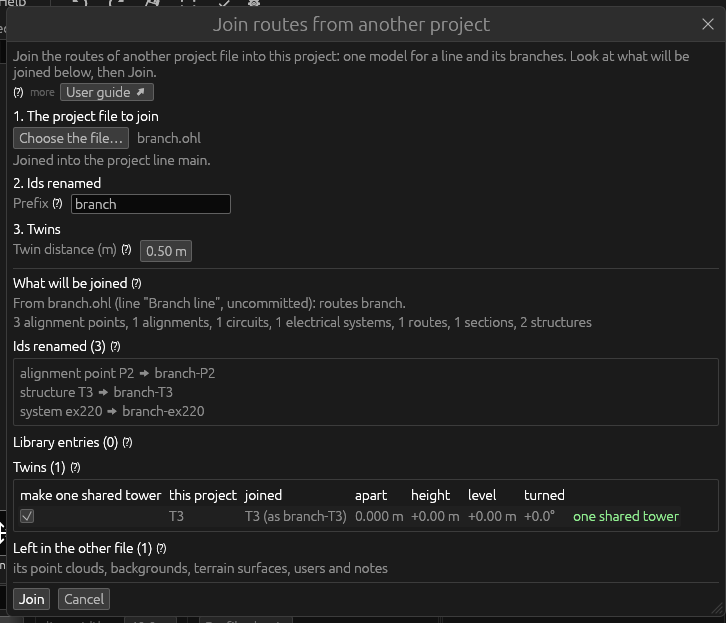 Help
Join routes from another project
Join the routes of another project file into this project: one model for a line and its branches. Look at what will be
joined below, then Join.
(?) more User guide
1. The project file to join
Choose the file... branch.ohl
Joined into the project line main.
2. Ids renamed
Prefix (?) branch
3. Twins
Twin distance (m) (?) 0.50 m
What will be joined (?)
From branch.ohl (line "Branch line", uncommitted): routes branch.
3 alignment points, 1 alignments, 1 circuits, 1 electrical systems, 1 routes, 1 sections, 2 structures
Ids renamed (3) (?)
alignment point P2 → branch-P2
structure T3 → branch-T3
system ex220 → branch-ex220
Library entries (0) (?)
Twins (1) (?)
make one shared tower this project joined apart height level turned
T3 T3 (as branch-T3) 0.000 m +0.00 m +0.00 m +0.0° one shared tower
Left in the other file (1) (?)
its point clouds, backgrounds, terrain surfaces, users and notes
Join Cancel